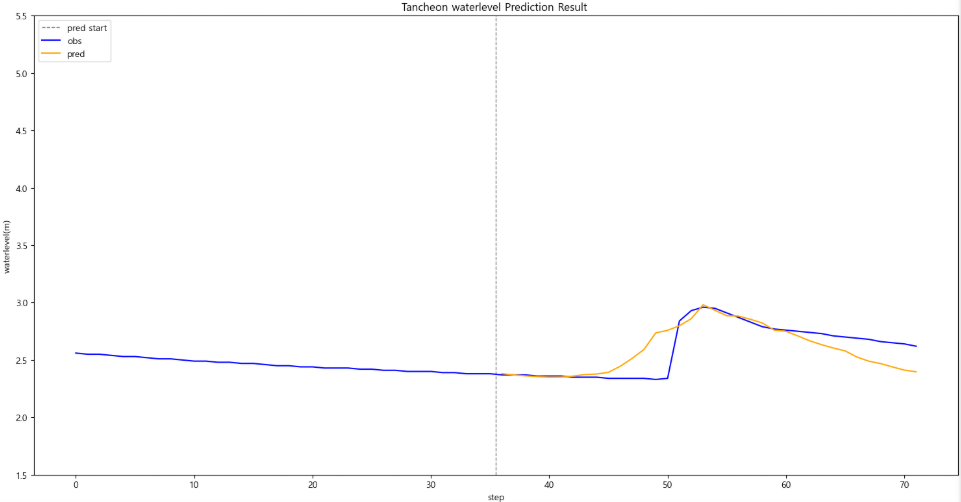 Tancheon waterlevel Prediction Result
pred start
obs
pred
5.5
5.0
4.5
4.0
3.5
3.0
2.5
2.0
1.5
waterlevel(m)
0 10 20 30 40 50 60 70
step